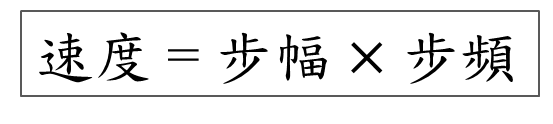 速度 = 步幅 × 步頻